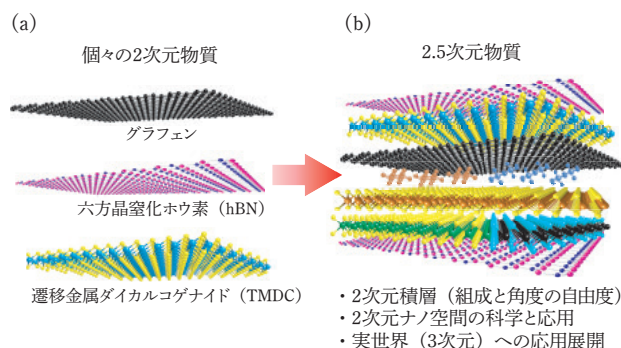 (a)
個々の2次元物質
グラフェン
六方晶窒化ホウ素（hBN）
遷移金属ダイカルコゲナイド（TMDC）
(b)
2.5次元物質
・2次元積層（組成と角度の自由度）
・2次元ナノ空間の科学と応用
・実世界（3次元）への応用展開